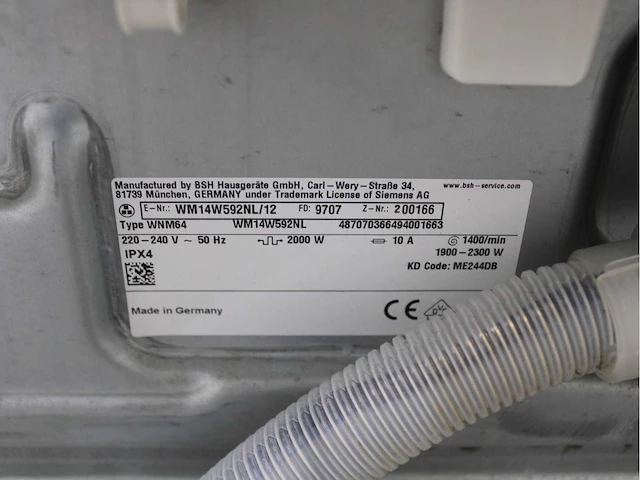 Manufactured by BSH Hausgeräte GmbH, Carl-Wery-Straße 34, www.bsh-service.com
81739 München, GERMANY under Trademark License of Siemens AG
E-Nr.: WM14W592NL/12 FD: 9707 Z-Nr.: 200166
Type WNM64 WM14W592NL 487070366494001663
220-240 V ~ 50 Hz 2000 W 10 A 1400/min
IPX4 1900-2300 W
KD Code: ME244DB
Made in Germany CE